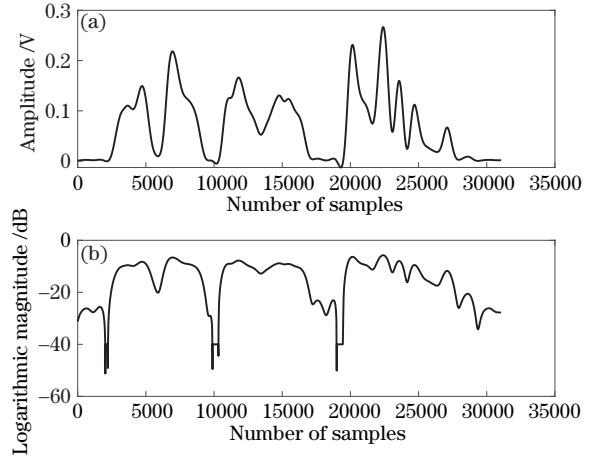 (a)
Amplitude /V
0.3
0.2
0.1
0
0 5000 10000 15000 20000 25000 30000 35000
Number of samples
(b)
Logarithmic magnitude /dB
0
−20
−40
−60
0 5000 10000 15000 20000 25000 30000 35000
Number of samples